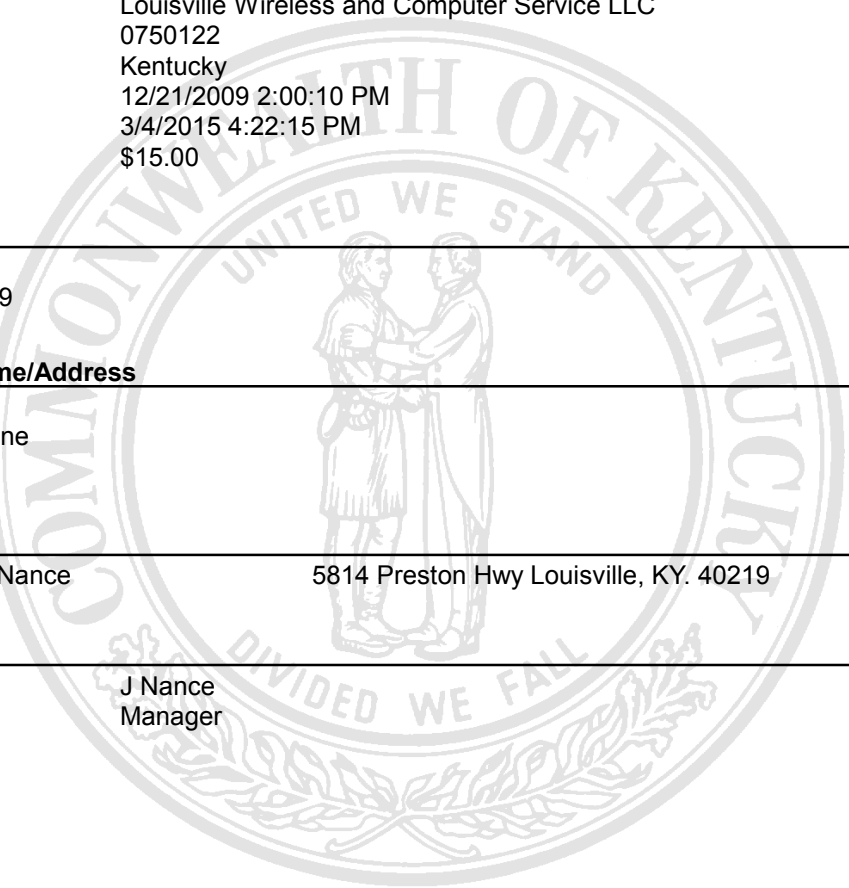 Louisville Wireless and Computer Service LLC
0750122
Kentucky
12/21/2009 2:00:10 PM
3/4/2015 4:22:15 PM
$15.00
COMMONWEALTH OF KENTUCKY
UNITED WE STAND
9
me/Address
ne
Nance 5814 Preston Hwy Louisville, KY. 40219
DIVIDED WE FALL
J Nance
Manager